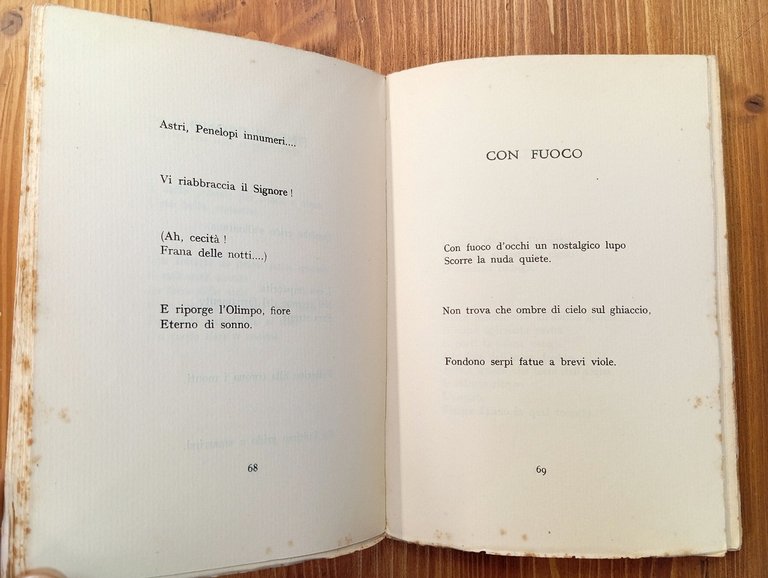 Astri, Penelopi innumeri....
Vi riabbraccia il Signore !
(Ah, cecità !
Frana delle notti....)
E riporge l'Olimpo, fiore
Eterno di sonno.
68
CON FUOCO
Con fuoco d'occhi un nostalgico lupo
Scorre la nuda quiete.
Non trova che ombre di cielo sul ghiaccio,
Fondono serpi fatue a brevi viole.
69